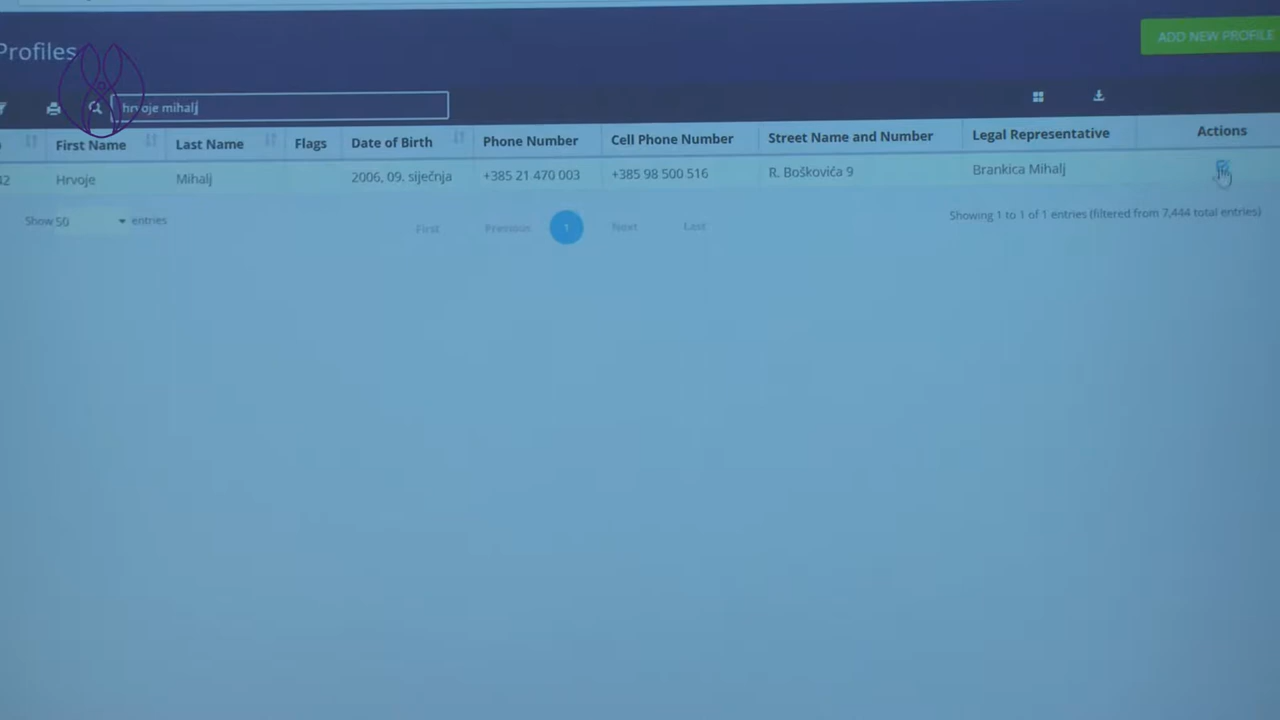 Profiles
ADD NEW PROFILE
hrvoje mihalj
First Name Last Name Flags Date of Birth Phone Number Cell Phone Number Street Name and Number Legal Representative Actions
42 Hrvoje Mihalj 2006, 09. siječnja +385 21 470 003 +385 98 500 516 R. Boškovića 9 Brankica Mihalj
Show 50 entries First Previous 1 Next Last Showing 1 to 1 of 1 entries (filtered from 7,444 total entries)